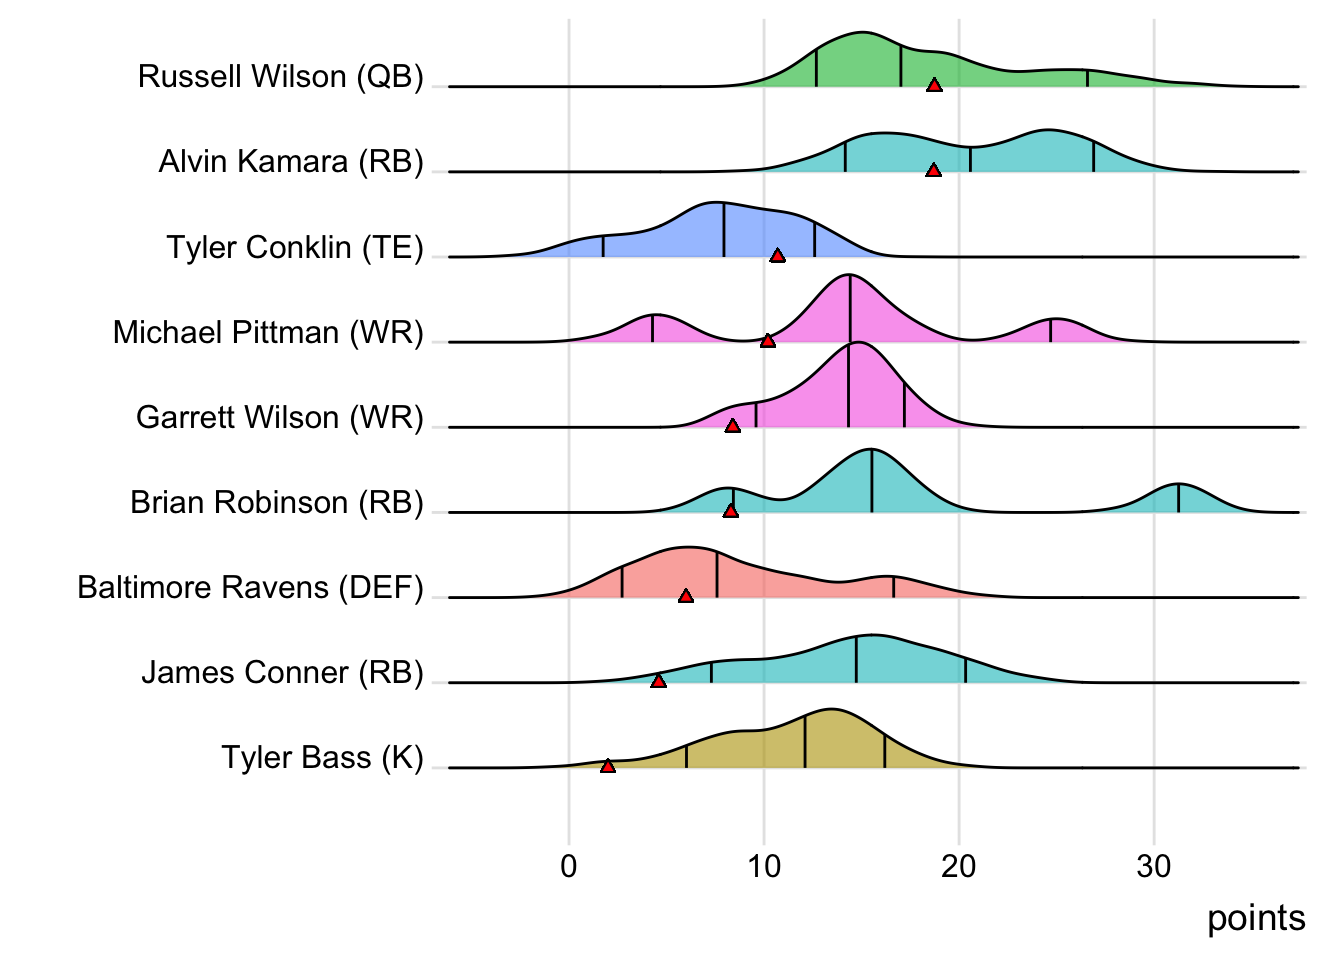 Russell Wilson (QB)
Alvin Kamara (RB)
Tyler Conklin (TE)
Michael Pittman (WR)
Garrett Wilson (WR)
Brian Robinson (RB)
Baltimore Ravens (DEF)
James Conner (RB)
Tyler Bass (K)
0 10 20 30
points